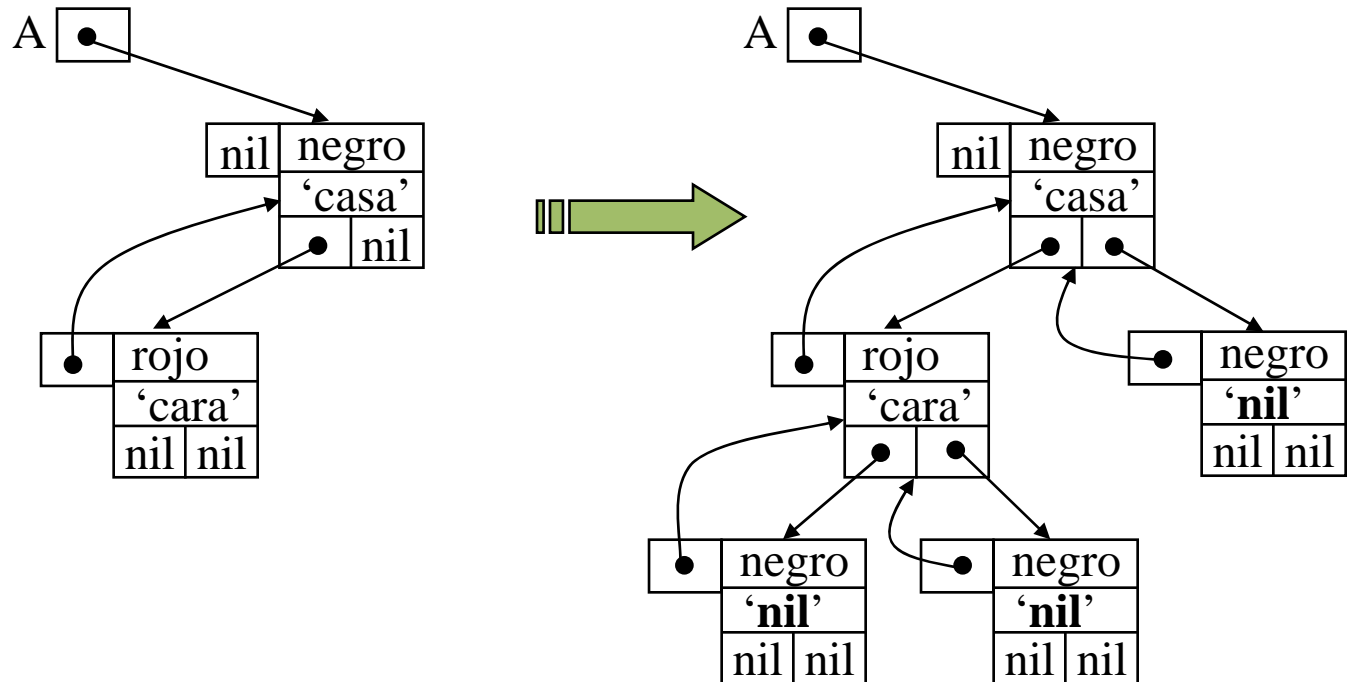 A
nil negro
‘casa’
nil
rojo
‘cara’
nil nil
A
nil negro
‘casa’
rojo
‘cara’
negro
‘nil’
nil nil
negro
‘nil’
nil nil
negro
‘nil’
nil nil